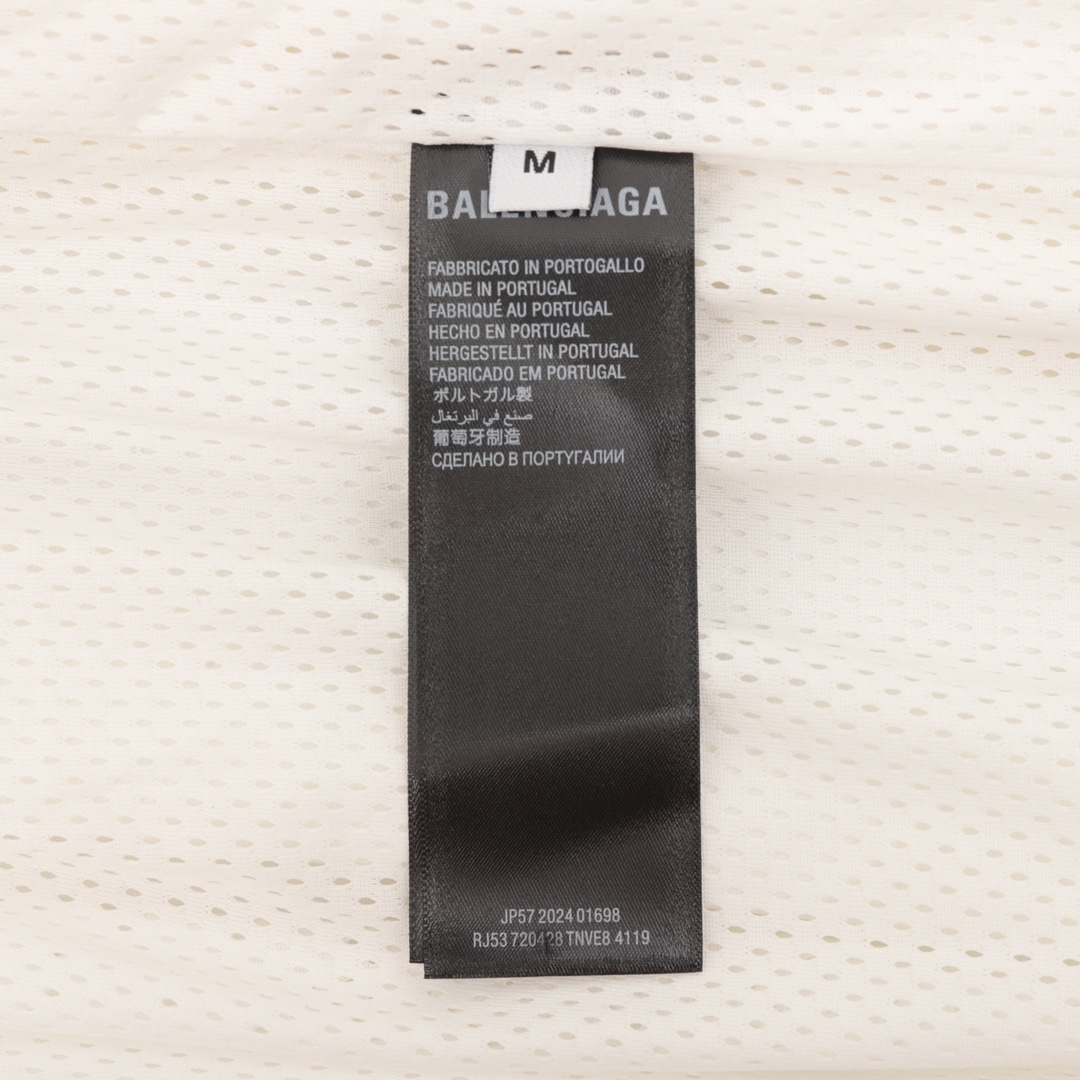 M
BALENCIAGA
FABBRICATO IN PORTOGALLO
MADE IN PORTUGAL
FABRIQUÉ AU PORTUGAL
HECHO EN PORTUGAL
HERGESTELLT IN PORTUGAL
FABRICADO EM PORTUGAL
ポルトガル製
صنع في البرتغال
葡萄牙制造
СДЕЛАНО В ПОРТУГАЛИИ
JP57 2024 01698
RJ53 720428 TNVE8 4119